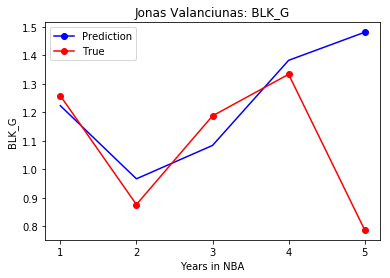 Jonas Valanciunas: BLK_G
Prediction
True
1.5
1.4
1.3
1.2
1.1
1.0
0.9
0.8
BLK_G
1 2 3 4 5
Years in NBA